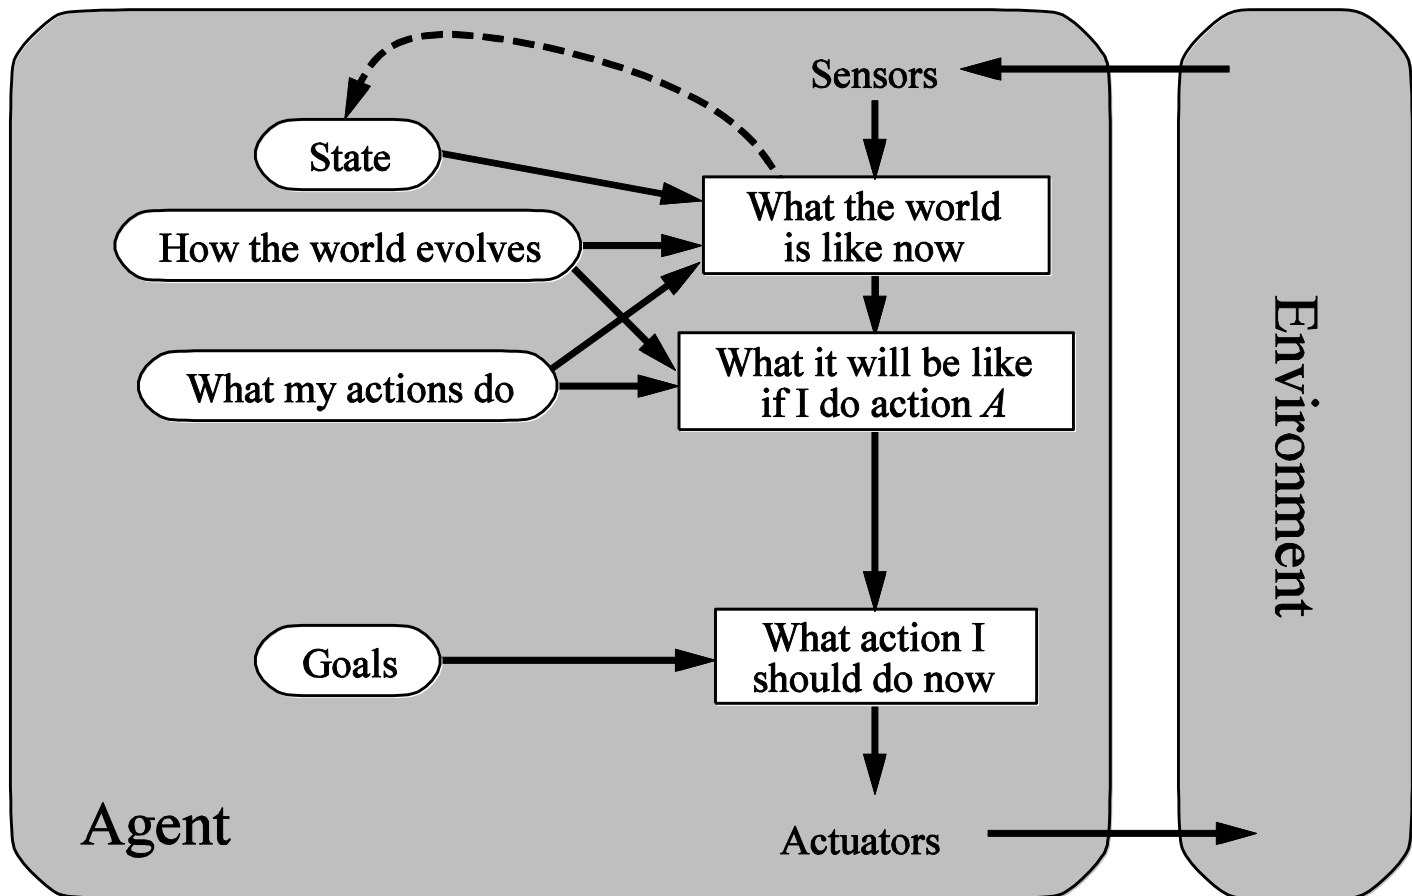 Sensors
State
What the world
is like now
How the world evolves
What my actions do
What it will be like
if I do action A
Environment
Goals
What action I
should do now
Agent
Actuators